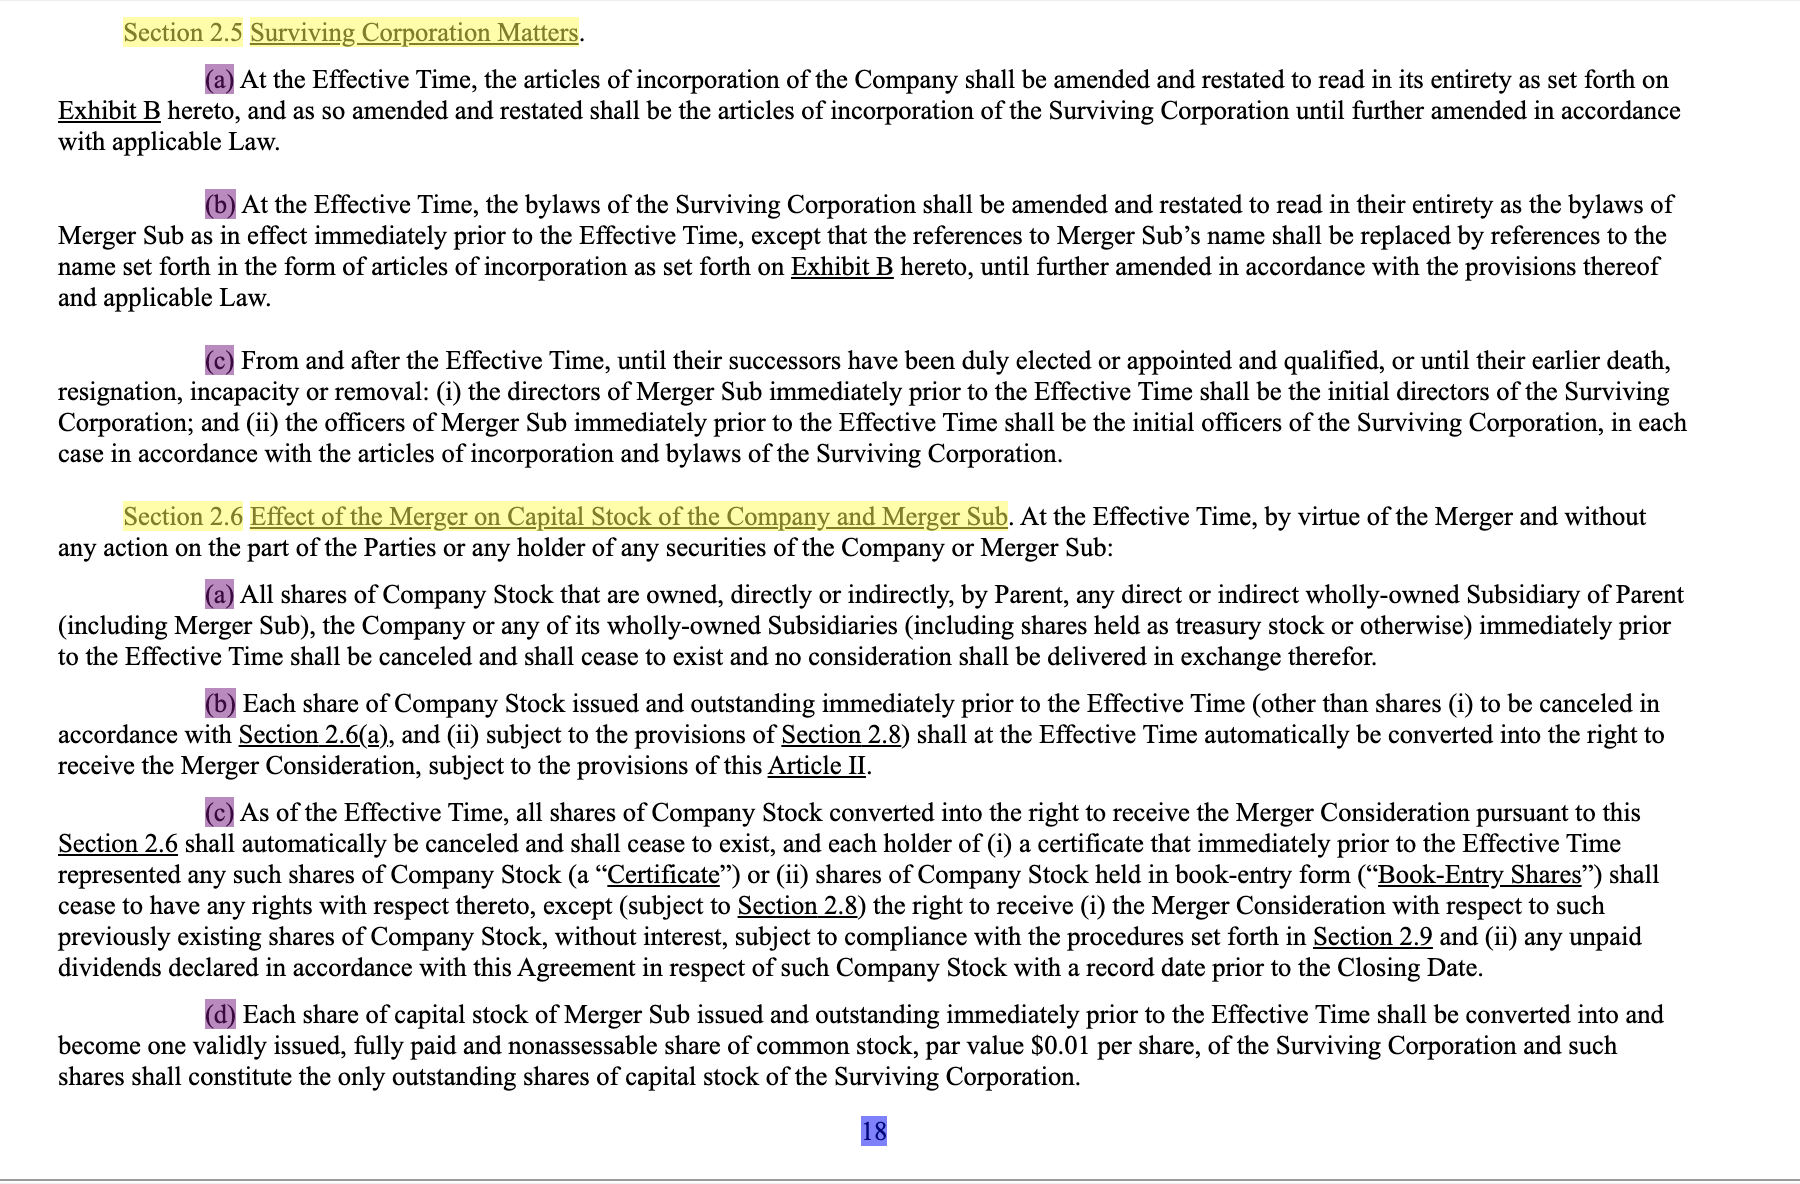 Section 2.5 Surviving Corporation Matters.
(a) At the Effective Time, the articles of incorporation of the Company shall be amended and restated to read in its entirety as set forth on
Exhibit B hereto, and as so amended and restated shall be the articles of incorporation of the Surviving Corporation until further amended in accordance
with applicable Law.
(b) At the Effective Time, the bylaws of the Surviving Corporation shall be amended and restated to read in their entirety as the bylaws of
Merger Sub as in effect immediately prior to the Effective Time, except that the references to Merger Sub’s name shall be replaced by references to the
name set forth in the form of articles of incorporation as set forth on Exhibit B hereto, until further amended in accordance with the provisions thereof
and applicable Law.
(c) From and after the Effective Time, until their successors have been duly elected or appointed and qualified, or until their earlier death,
resignation, incapacity or removal: (i) the directors of Merger Sub immediately prior to the Effective Time shall be the initial directors of the Surviving
Corporation; and (ii) the officers of Merger Sub immediately prior to the Effective Time shall be the initial officers of the Surviving Corporation, in each
case in accordance with the articles of incorporation and bylaws of the Surviving Corporation.
Section 2.6 Effect of the Merger on Capital Stock of the Company and Merger Sub. At the Effective Time, by virtue of the Merger and without
any action on the part of the Parties or any holder of any securities of the Company or Merger Sub:
(a) All shares of Company Stock that are owned, directly or indirectly, by Parent, any direct or indirect wholly-owned Subsidiary of Parent
(including Merger Sub), the Company or any of its wholly-owned Subsidiaries (including shares held as treasury stock or otherwise) immediately prior
to the Effective Time shall be canceled and shall cease to exist and no consideration shall be delivered in exchange therefor.
(b) Each share of Company Stock issued and outstanding immediately prior to the Effective Time (other than shares (i) to be canceled in
accordance with Section 2.6(a), and (ii) subject to the provisions of Section 2.8) shall at the Effective Time automatically be converted into the right to
receive the Merger Consideration, subject to the provisions of this Article II.
(c) As of the Effective Time, all shares of Company Stock converted into the right to receive the Merger Consideration pursuant to this
Section 2.6 shall automatically be canceled and shall cease to exist, and each holder of (i) a certificate that immediately prior to the Effective Time
represented any such shares of Company Stock (a “Certificate”) or (ii) shares of Company Stock held in book-entry form (“Book-Entry Shares”) shall
cease to have any rights with respect thereto, except (subject to Section 2.8) the right to receive (i) the Merger Consideration with respect to such
previously existing shares of Company Stock, without interest, subject to compliance with the procedures set forth in Section 2.9 and (ii) any unpaid
dividends declared in accordance with this Agreement in respect of such Company Stock with a record date prior to the Closing Date.
(d) Each share of capital stock of Merger Sub issued and outstanding immediately prior to the Effective Time shall be converted into and
become one validly issued, fully paid and nonassessable share of common stock, par value $0.01 per share, of the Surviving Corporation and such
shares shall constitute the only outstanding shares of capital stock of the Surviving Corporation.
18